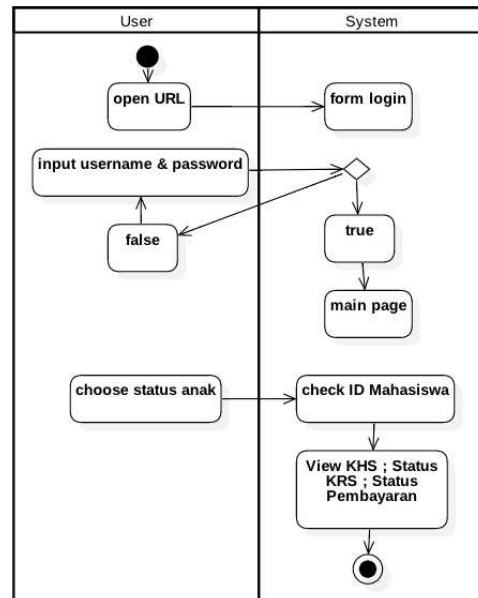 User
System
open URL
form login
input username & password
false
true
main page
choose status anak
check ID Mahasiswa
View KHS ; Status
KRS ; Status
Pembayaran